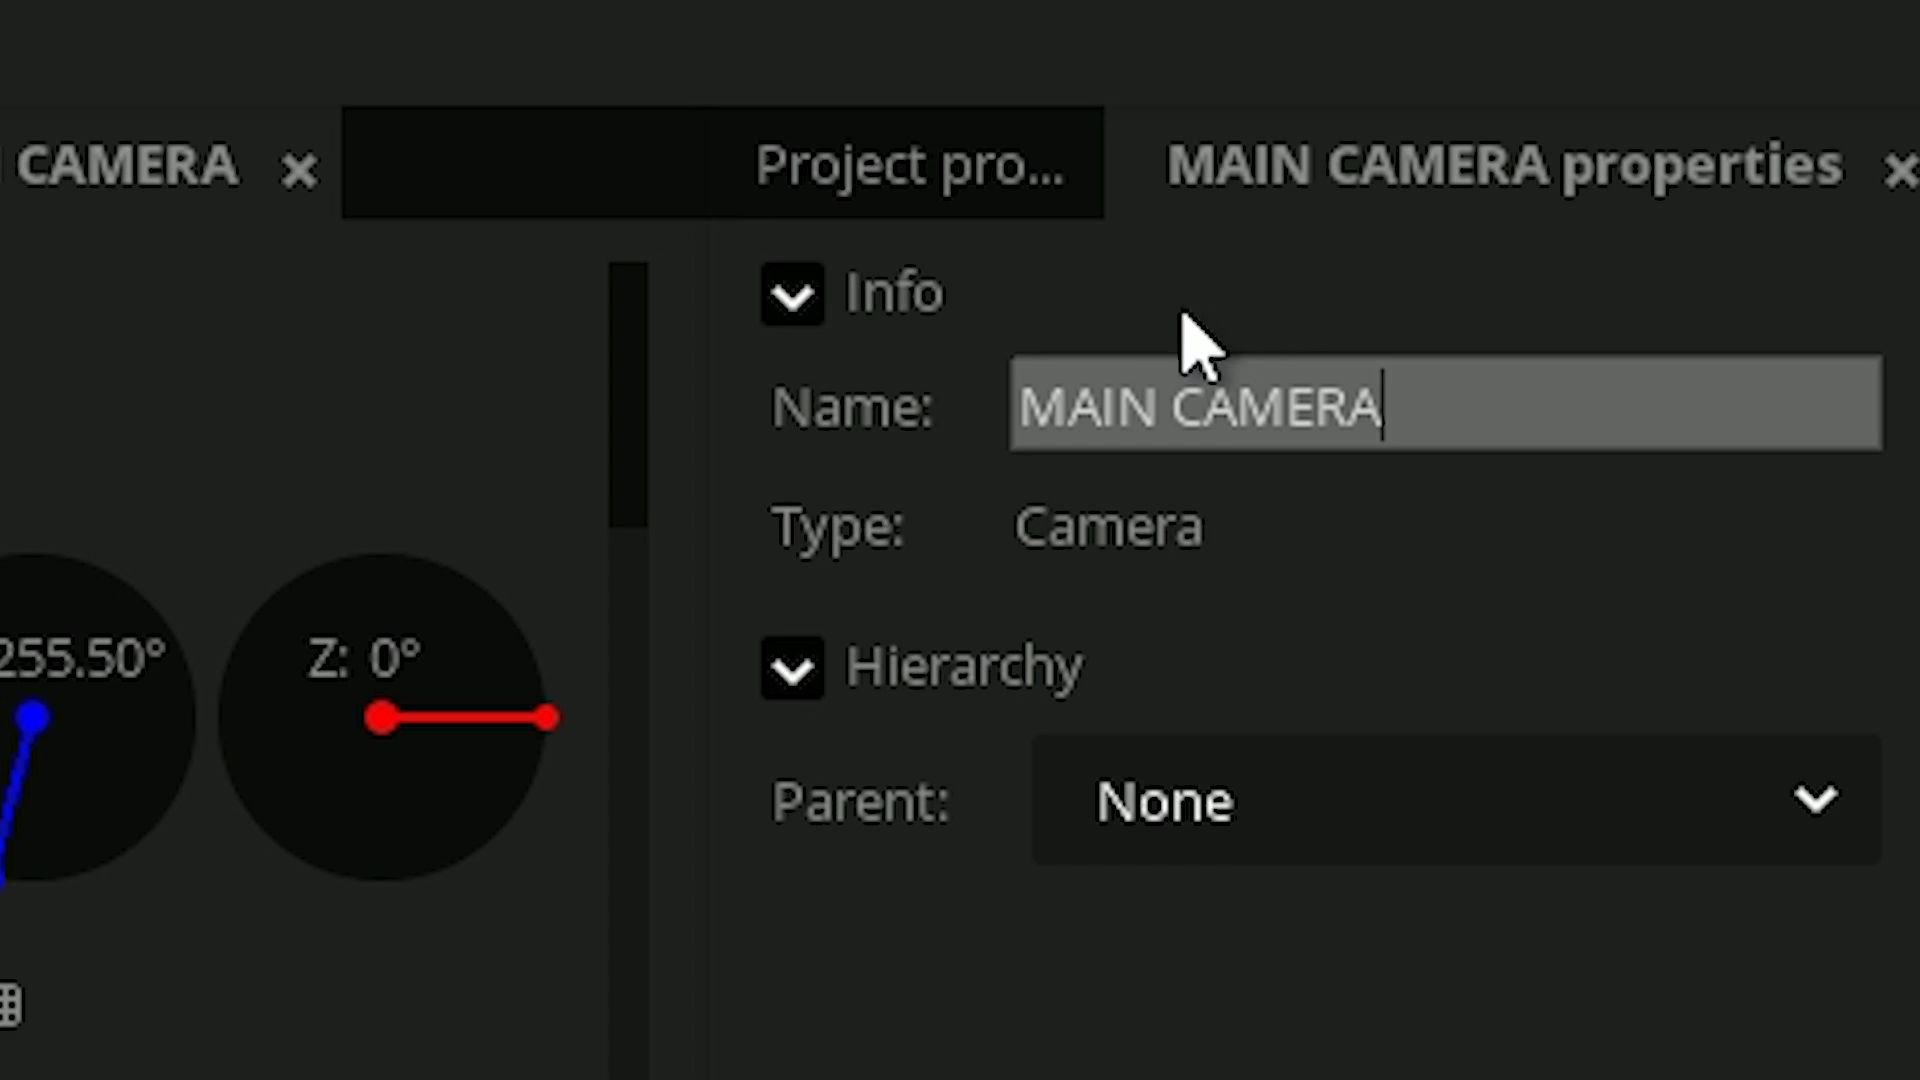 CAMERA
Project pro...
MAIN CAMERA properties
Info
Name: MAIN CAMERA
Type: Camera
255.50°
Z: 0°
Hierarchy
Parent: None